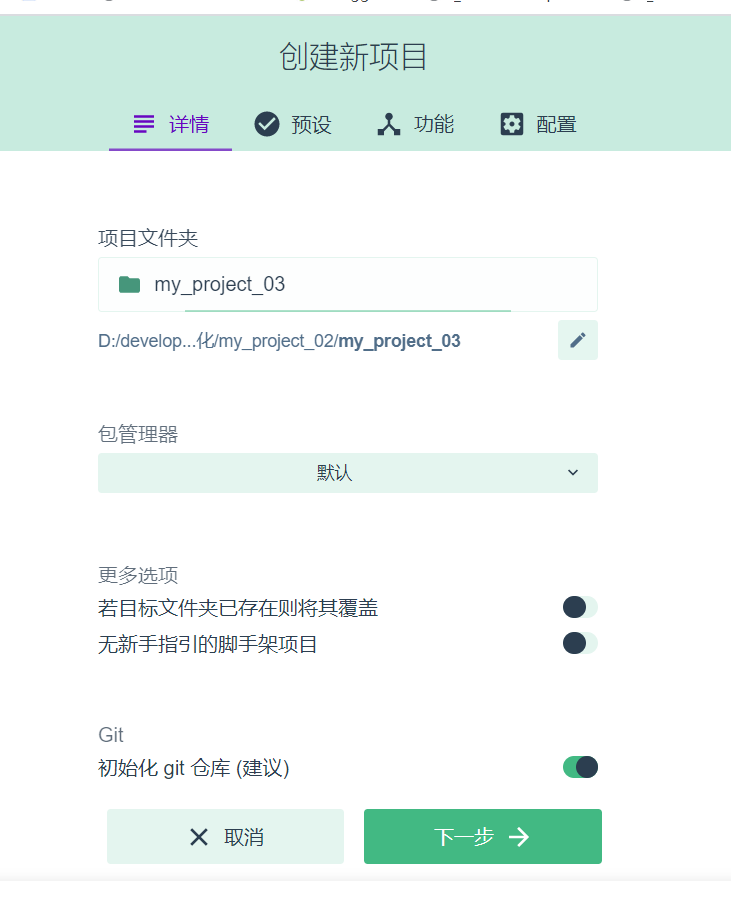 创建新项目
详情 预设 功能 配置
项目文件夹
my_project_03
D:/develop...化/my_project_02/my_project_03
包管理器
默认
更多选项
若目标文件夹已存在则将其覆盖
无新手指引的脚手架项目
Git
初始化 git 仓库 (建议)
取消 下一步